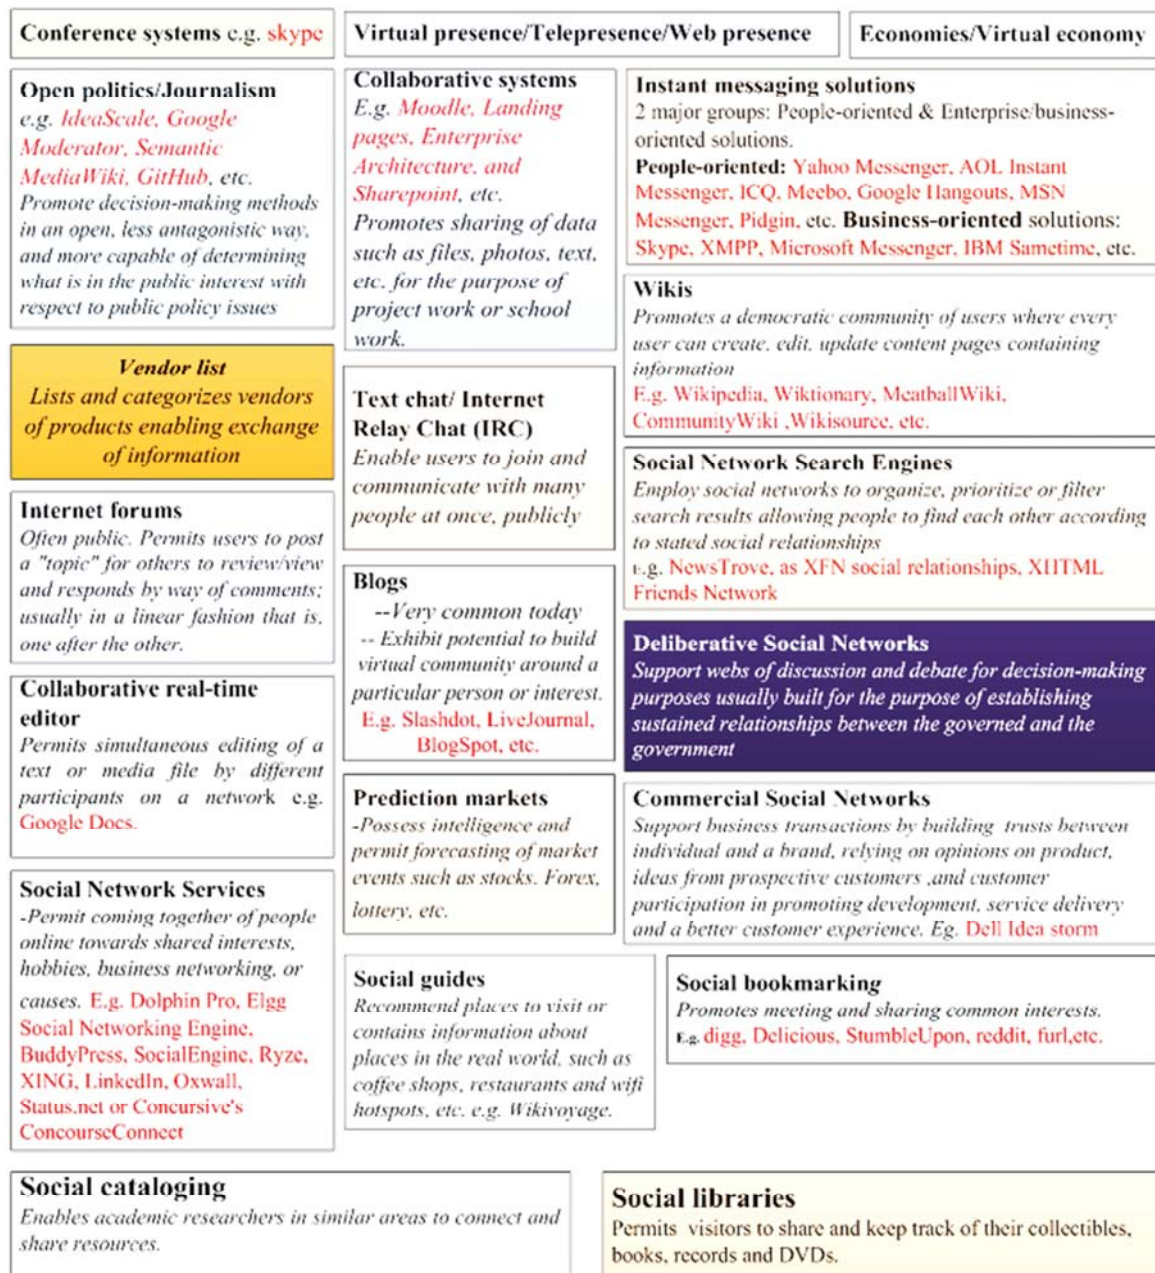 Conference systems e.g. skype
Virtual presence/Telepresence/Web presence
Economies/Virtual economy
Open politics/Journalism
e.g. IdeaScale, Google
Moderator, Semantic
MediaWiki, GitHub, etc.
Promote decision-making methods
in an open, less antagonistic way,
and more capable of determining
what is in the public interest with
respect to public policy issues
Collaborative systems
E.g. Moodle, Landing
pages, Enterprise
Architecture, and
Sharepoint, etc.
Promotes sharing of data
such as files, photos, text,
etc. for the purpose of
project work or school
work.
Instant messaging solutions
2 major groups: People-oriented & Enterprise/business-
oriented solutions.
People-oriented: Yahoo Messenger, AOL Instant
Messenger, ICQ, Meebo, Google Hangouts, MSN
Messenger, Pidgin, etc. Business-oriented solutions:
Skype, XMPP, Microsoft Messenger, IBM Sametime, etc.
Vendor list
Lists and categorizes vendors
of products enabling exchange
of information
Text chat/ Internet
Relay Chat (IRC)
Enable users to join and
communicate with many
people at once, publicly
Wikis
Promotes a democratic community of users where every
user can create, edit, update content pages containing
information
E.g. Wikipedia, Wiktionary, MeatballWiki,
CommunityWiki ,Wikisource, etc.
Social Network Search Engines
Employ social networks to organize, prioritize or filter
search results allowing people to find each other according
to stated social relationships
E.g. NewsTrove, as XFN social relationships, XHTML
Friends Network
Internet forums
Often public. Permits users to post
a "topic" for others to review/view
and responds by way of comments;
usually in a linear fashion that is,
one after the other.
Blogs
--Very common today
-- Exhibit potential to build
virtual community around a
particular person or interest.
E.g. Slashdot, LiveJournal,
BlogSpot, etc.
Deliberative Social Networks
Support webs of discussion and debate for decision-making
purposes usually built for the purpose of establishing
sustained relationships between the governed and the
government
Collaborative real-time
editor
Permits simultaneous editing of a
text or media file by different
participants on a network e.g.
Google Docs.
Prediction markets
-Possess intelligence and
permit forecasting of market
events such as stocks. Forex,
lottery, etc.
Commercial Social Networks
Support business transactions by building trusts between
individual and a brand, relying on opinions on product,
ideas from prospective customers ,and customer
participation in promoting development, service delivery
and a better customer experience. Eg. Dell Idea storm
Social Network Services
-Permit coming together of people
online towards shared interests,
hobbies, business networking, or
causes. E.g. Dolphin Pro, Elgg
Social Networking Engine,
BuddyPress, SocialEngine, Ryze,
XING, LinkedIn, Oxwall,
Status.net or Concursive's
ConcourseConnect
Social guides
Recommend places to visit or
contains information about
places in the real world, such as
coffee shops, restaurants and wifi
hotspots, etc. e.g. Wikivoyage.
Social bookmarking
Promotes meeting and sharing common interests.
E.g. digg, Delicious, StumbleUpon, reddit, furl,etc.
Social cataloging
Enables academic researchers in similar areas to connect and
share resources.
Social libraries
Permits visitors to share and keep track of their collectibles,
books, records and DVDs.